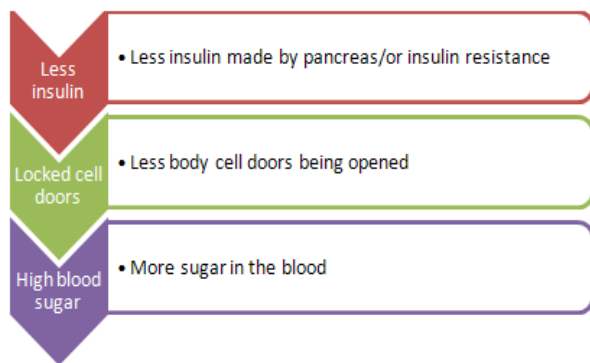 Less
insulin
• Less insulin made by pancreas/or insulin resistance
Locked cell
doors
• Less body cell doors being opened
High blood
sugar
• More sugar in the blood